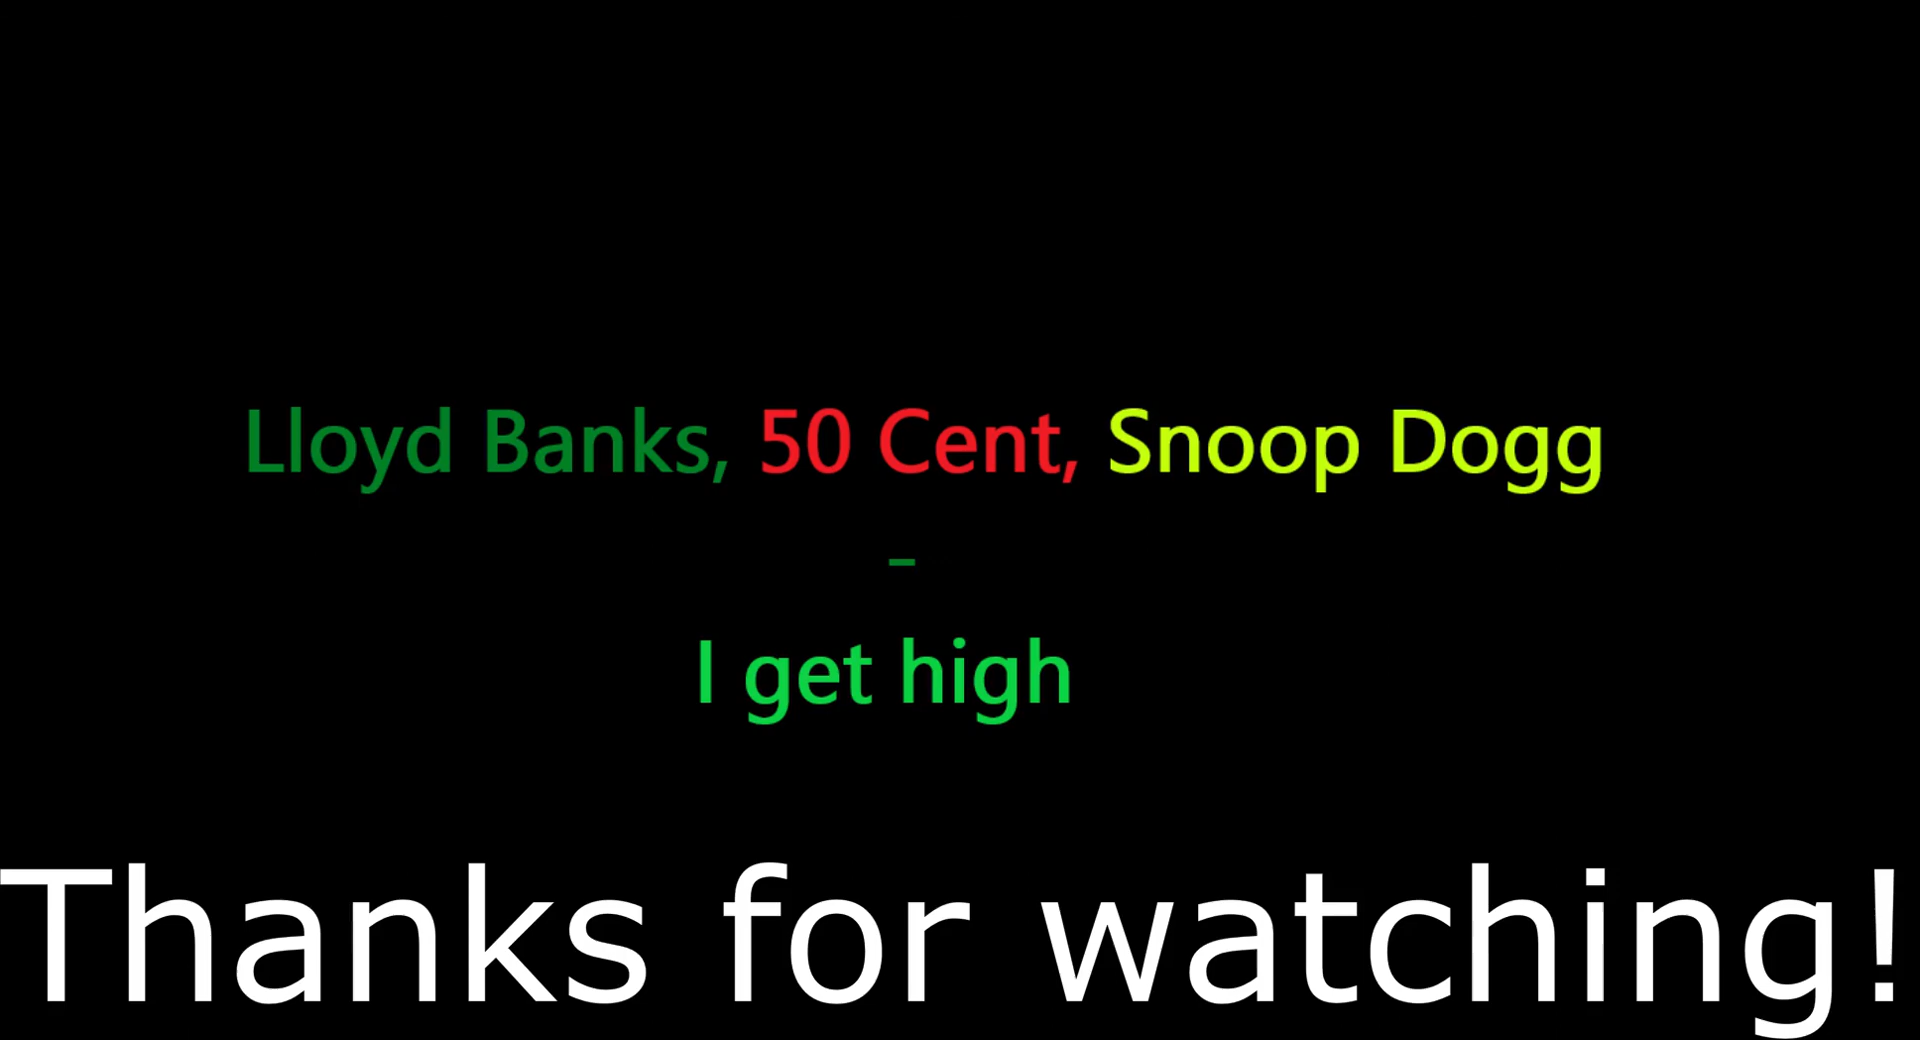 Lloyd Banks, 50 Cent, Snoop Dogg
-
I get high
Thanks for watching!